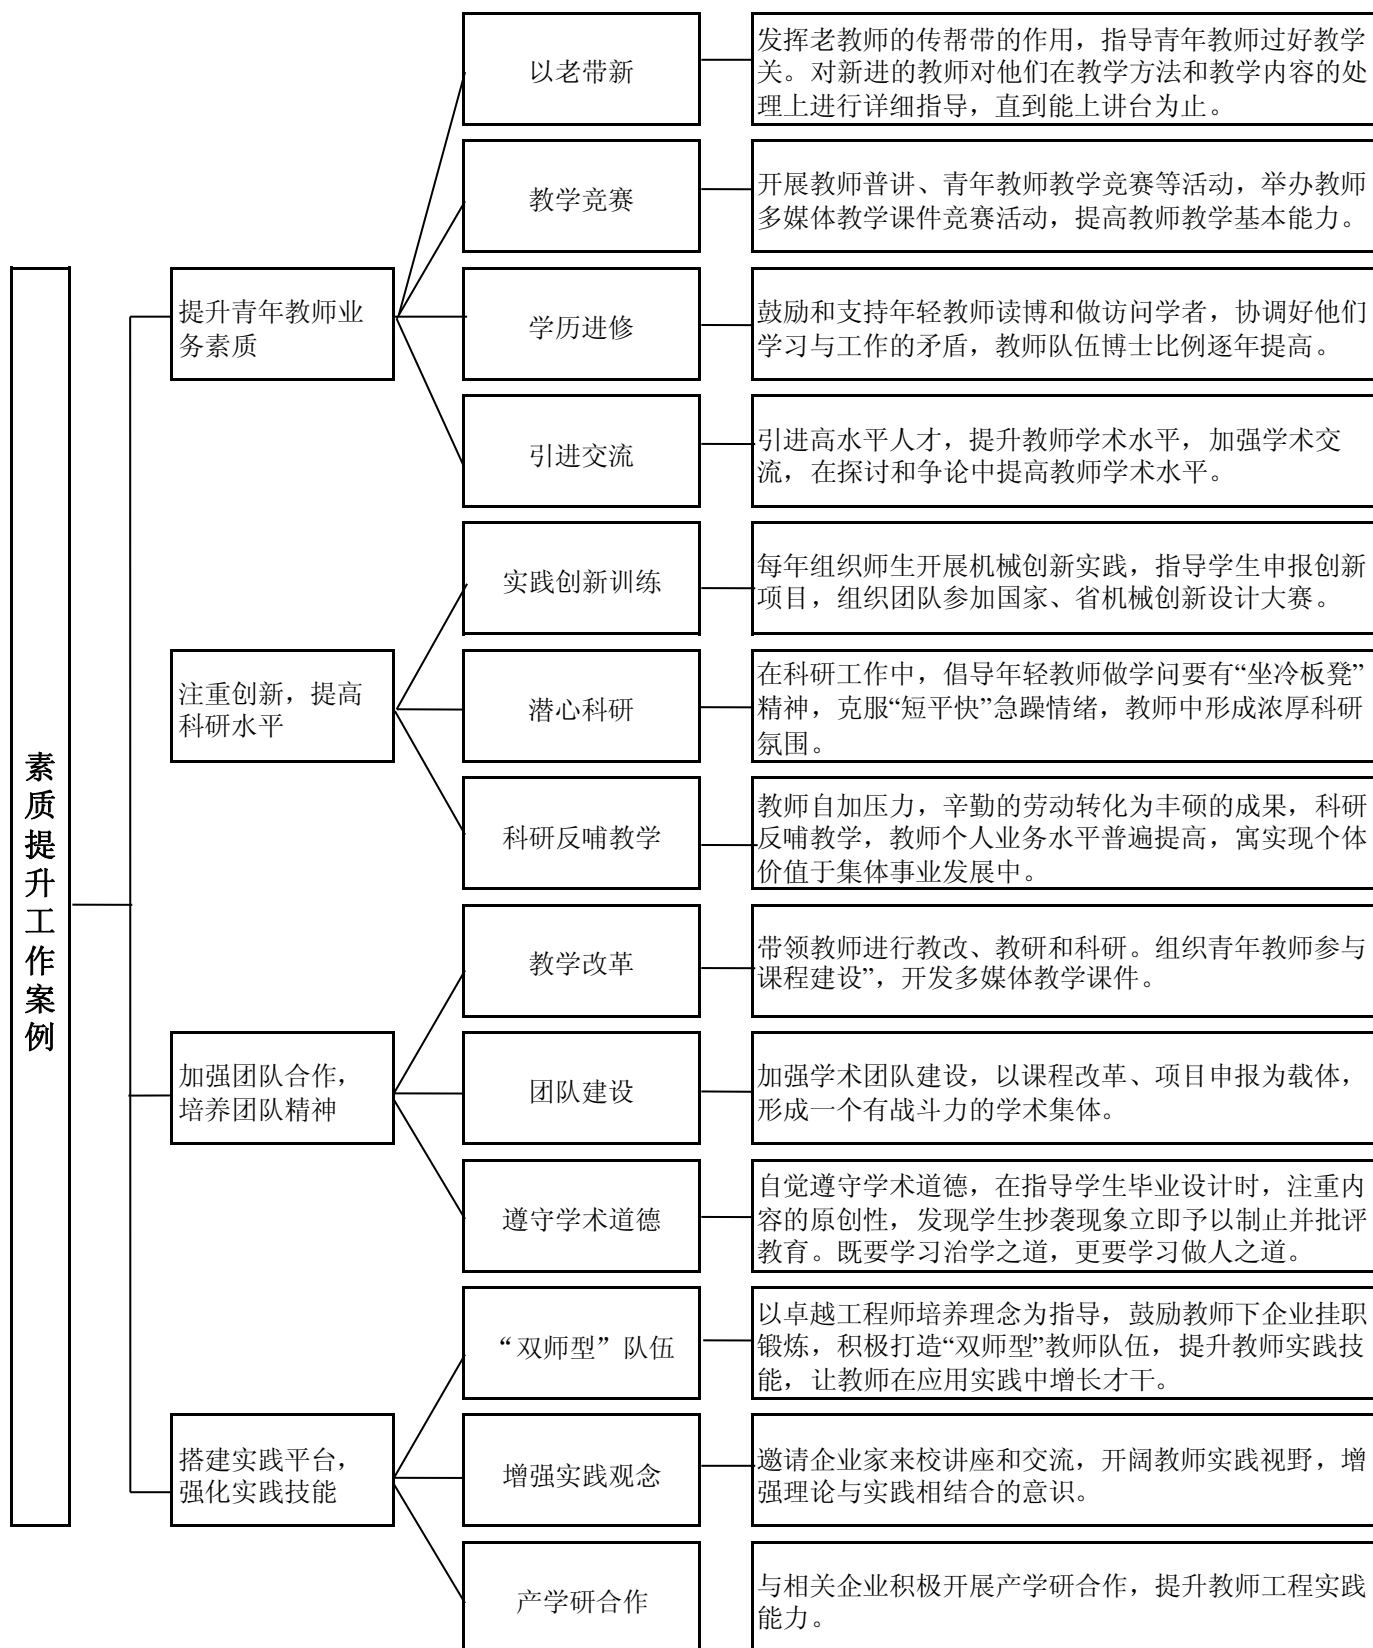 素质提升工作案例
提升青年教师业
务素质
以老带新
发挥老教师的传帮带的作用，指导青年教师过好教学
关。对新进的教师对他们在教学方法和教学内容的处
理上进行详细指导，直到能上讲台为止。
教学竞赛
开展教师普讲、青年教师教学竞赛等活动，举办教师
多媒体教学课件竞赛活动，提高教师教学基本能力。
学历进修
鼓励和支持年轻教师读博和做访问学者，协调好他们
学习与工作的矛盾，教师队伍博士比例逐年提高。
引进交流
引进高水平人才，提升教师学术水平，加强学术交
流，在探讨和争论中提高教师学术水平。
注重创新，提高
科研水平
实践创新训练
每年组织师生开展机械创新实践，指导学生申报创新
项目，组织团队参加国家、省机械创新设计大赛。
潜心科研
在科研工作中，倡导年轻教师做学问要有“坐冷板凳”
精神，克服“短平快”急躁情绪，教师中形成浓厚科研
氛围。
科研反哺教学
教师自加压力，辛勤的劳动转化为丰硕的成果，科研
反哺教学，教师个人业务水平普遍提高，寓实现个体
价值于集体事业发展中。
加强团队合作，
培养团队精神
教学改革
带领教师进行教改、教研和科研。组织青年教师参与
课程建设”，开发多媒体教学课件。
团队建设
加强学术团队建设，以课程改革、项目申报为载体，
形成一个有战斗力的学术集体。
遵守学术道德
自觉遵守学术道德，在指导学生毕业设计时，注重内
容的原创性，发现学生抄袭现象立即予以制止并批评
教育。既要学习治学之道，更要学习做人之道。
搭建实践平台，
强化实践技能
“双师型”队伍
以卓越工程师培养理念为指导，鼓励教师下企业挂职
锻炼，积极打造“双师型”教师队伍，提升教师实践技
能，让教师在应用实践中增长才干。
增强实践观念
邀请企业家来校讲座和交流，开阔教师实践视野，增
强理论与实践相结合的意识。
产学研合作
与相关企业积极开展产学研合作，提升教师工程实践
能力。